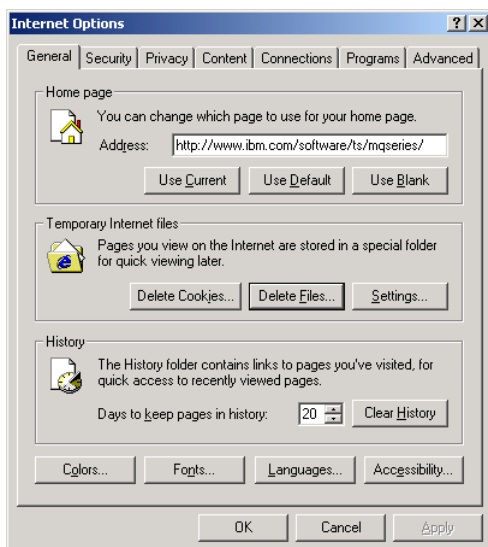 Internet Options
General Security Privacy Content Connections Programs Advanced
Home page
You can change which page to use for your home page.
Address: http://www.ibm.com/software/ts/mqseries/
Use Current Use Default Use Blank
Temporary Internet files
Pages you view on the Internet are stored in a special folder
for quick viewing later.
Delete Cookies... Delete Files... Settings...
History
The History folder contains links to pages you've visited, for
quick access to recently viewed pages.
Days to keep pages in history: 20 Clear History
Colors... Fonts... Languages... Accessibility...
OK Cancel Apply